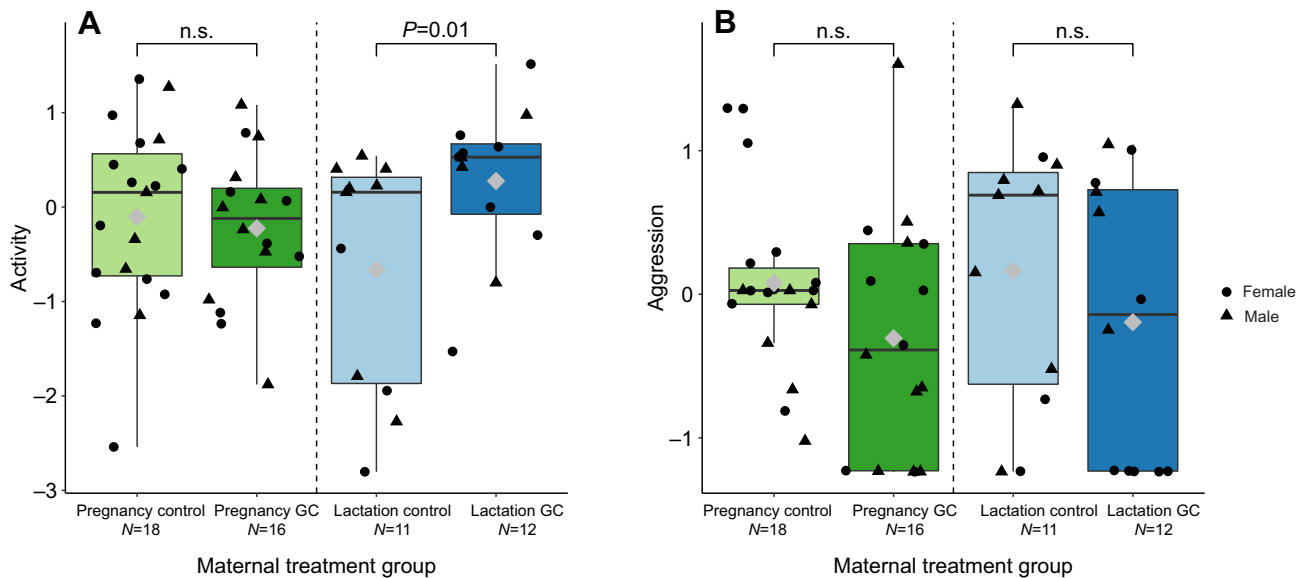 A
n.s.
P=0.01
Activity
1
0
–1
–2
–3
Pregnancy control
N=18
Pregnancy GC
N=16
Lactation control
N=11
Lactation GC
N=12
Maternal treatment group
B
n.s.
n.s.
Aggression
1
0
–1
Pregnancy control
N=18
Pregnancy GC
N=16
Lactation control
N=11
Lactation GC
N=12
Maternal treatment group
Female
Male